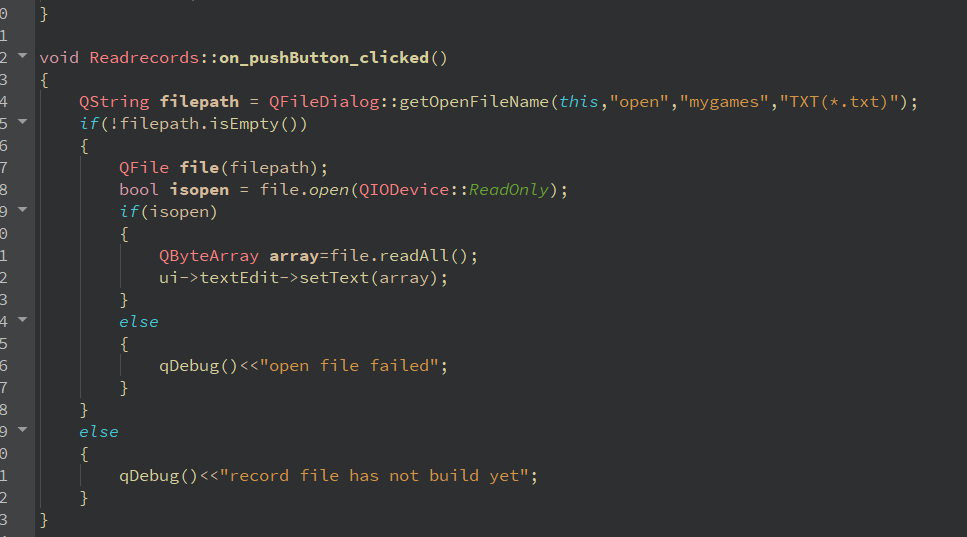 0 }
1
2 void Readrecords::on_pushButton_clicked()
3 {
4 QString filepath = QFileDialog::getOpenFileName(this,"open","mygames","TXT(*.txt)");
5 if(!filepath.isEmpty())
6 {
7 QFile file(filepath);
8 bool isopen = file.open(QIODevice::ReadOnly);
9 if(isopen)
0 {
1 QByteArray array=file.readAll();
2 ui->textEdit->setText(array);
3 }
4 else
5 {
6 qDebug()<<"open file failed";
7 }
8 }
9 else
0 {
1 qDebug()<<"record file has not build yet";
2 }
3 }